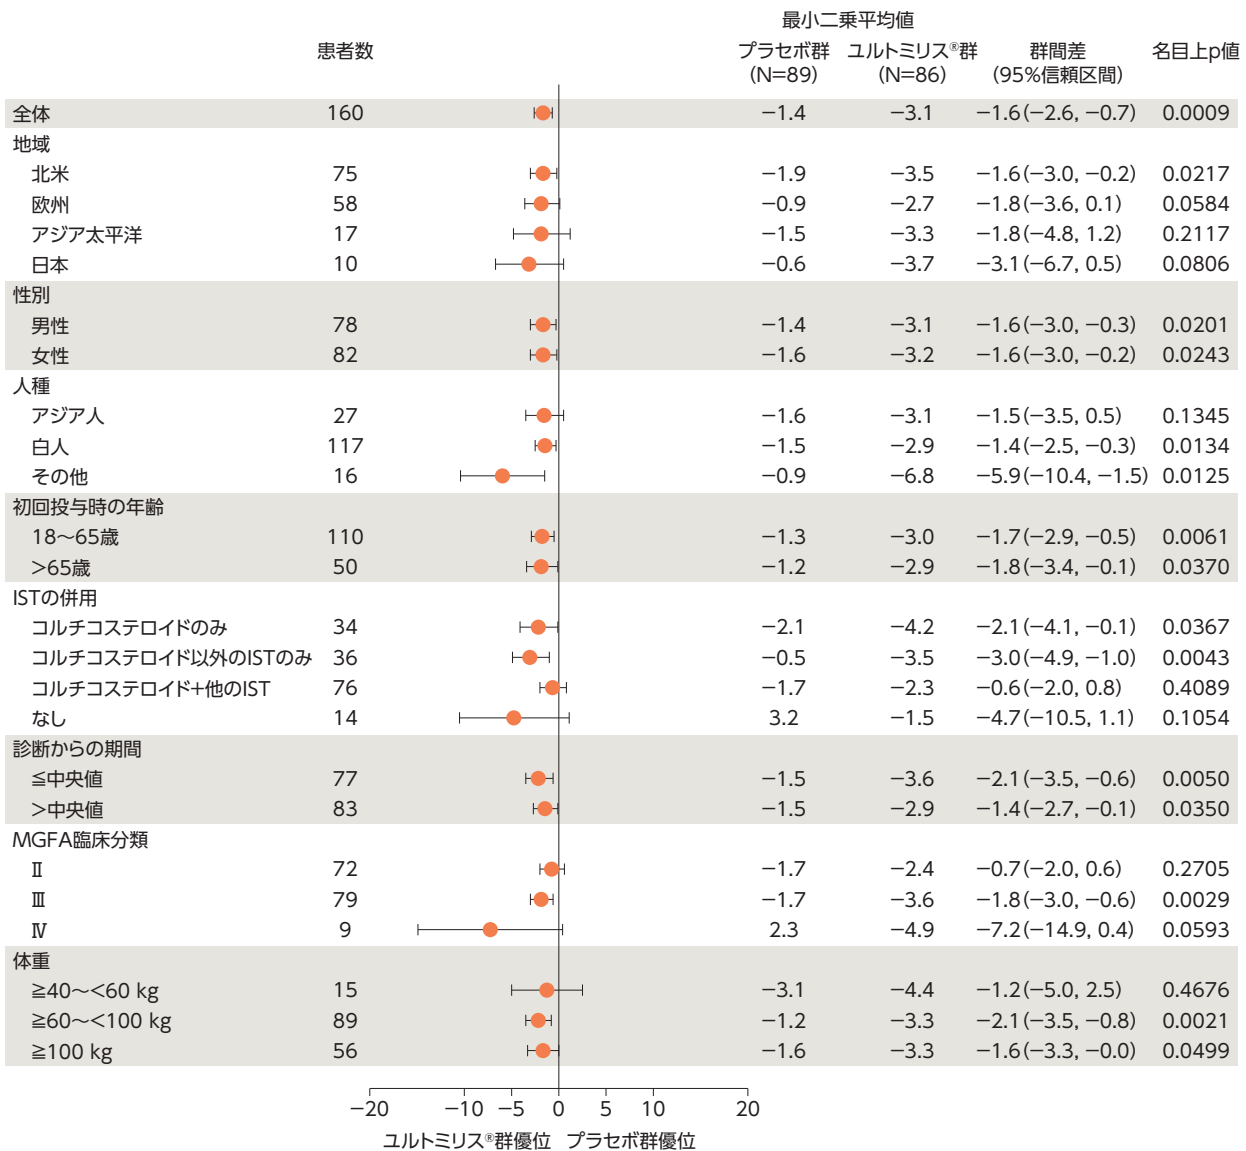 最小二乗平均値
患者数 プラセボ群 ユルトミリス®群 群間差 名目上p値
(N=89) (N=86) (95%信頼区間)
全体 160 −1.4 −3.1 −1.6(−2.6, −0.7) 0.0009
地域
北米 75 −1.9 −3.5 −1.6(−3.0, −0.2) 0.0217
欧州 58 −0.9 −2.7 −1.8(−3.6, 0.1) 0.0584
アジア太平洋 17 −1.5 −3.3 −1.8(−4.8, 1.2) 0.2117
日本 10 −0.6 −3.7 −3.1(−6.7, 0.5) 0.0806
性別
男性 78 −1.4 −3.1 −1.6(−3.0, −0.3) 0.0201
女性 82 −1.6 −3.2 −1.6(−3.0, −0.2) 0.0243
人種
アジア人 27 −1.6 −3.1 −1.5(−3.5, 0.5) 0.1345
白人 117 −1.5 −2.9 −1.4(−2.5, −0.3) 0.0134
その他 16 −0.9 −6.8 −5.9(−10.4, −1.5) 0.0125
初回投与時の年齢
18〜65歳 110 −1.3 −3.0 −1.7(−2.9, −0.5) 0.0061
>65歳 50 −1.2 −2.9 −1.8(−3.4, −0.1) 0.0370
ISTの併用
コルチコステロイドのみ 34 −2.1 −4.2 −2.1(−4.1, −0.1) 0.0367
コルチコステロイド以外のISTのみ 36 −0.5 −3.5 −3.0(−4.9, −1.0) 0.0043
コルチコステロイド+他のIST 76 −1.7 −2.3 −0.6(−2.0, 0.8) 0.4089
なし 14 3.2 −1.5 −4.7(−10.5, 1.1) 0.1054
診断からの期間
≦中央値 77 −1.5 −3.6 −2.1(−3.5, −0.6) 0.0050
>中央値 83 −1.5 −2.9 −1.4(−2.7, −0.1) 0.0350
MGFA臨床分類
Ⅱ 72 −1.7 −2.4 −0.7(−2.0, 0.6) 0.2705
Ⅲ 79 −1.7 −3.6 −1.8(−3.0, −0.6) 0.0029
Ⅳ 9 2.3 −4.9 −7.2(−14.9, 0.4) 0.0593
体重
≧40〜<60 kg 15 −3.1 −4.4 −1.2(−5.0, 2.5) 0.4676
≧60〜<100 kg 89 −1.2 −3.3 −2.1(−3.5, −0.8) 0.0021
≧100 kg 56 −1.6 −3.3 −1.6(−3.3, −0.0) 0.0499
−20 −10 −5 0 5 10 20
ユルトミリス®群優位 プラセボ群優位